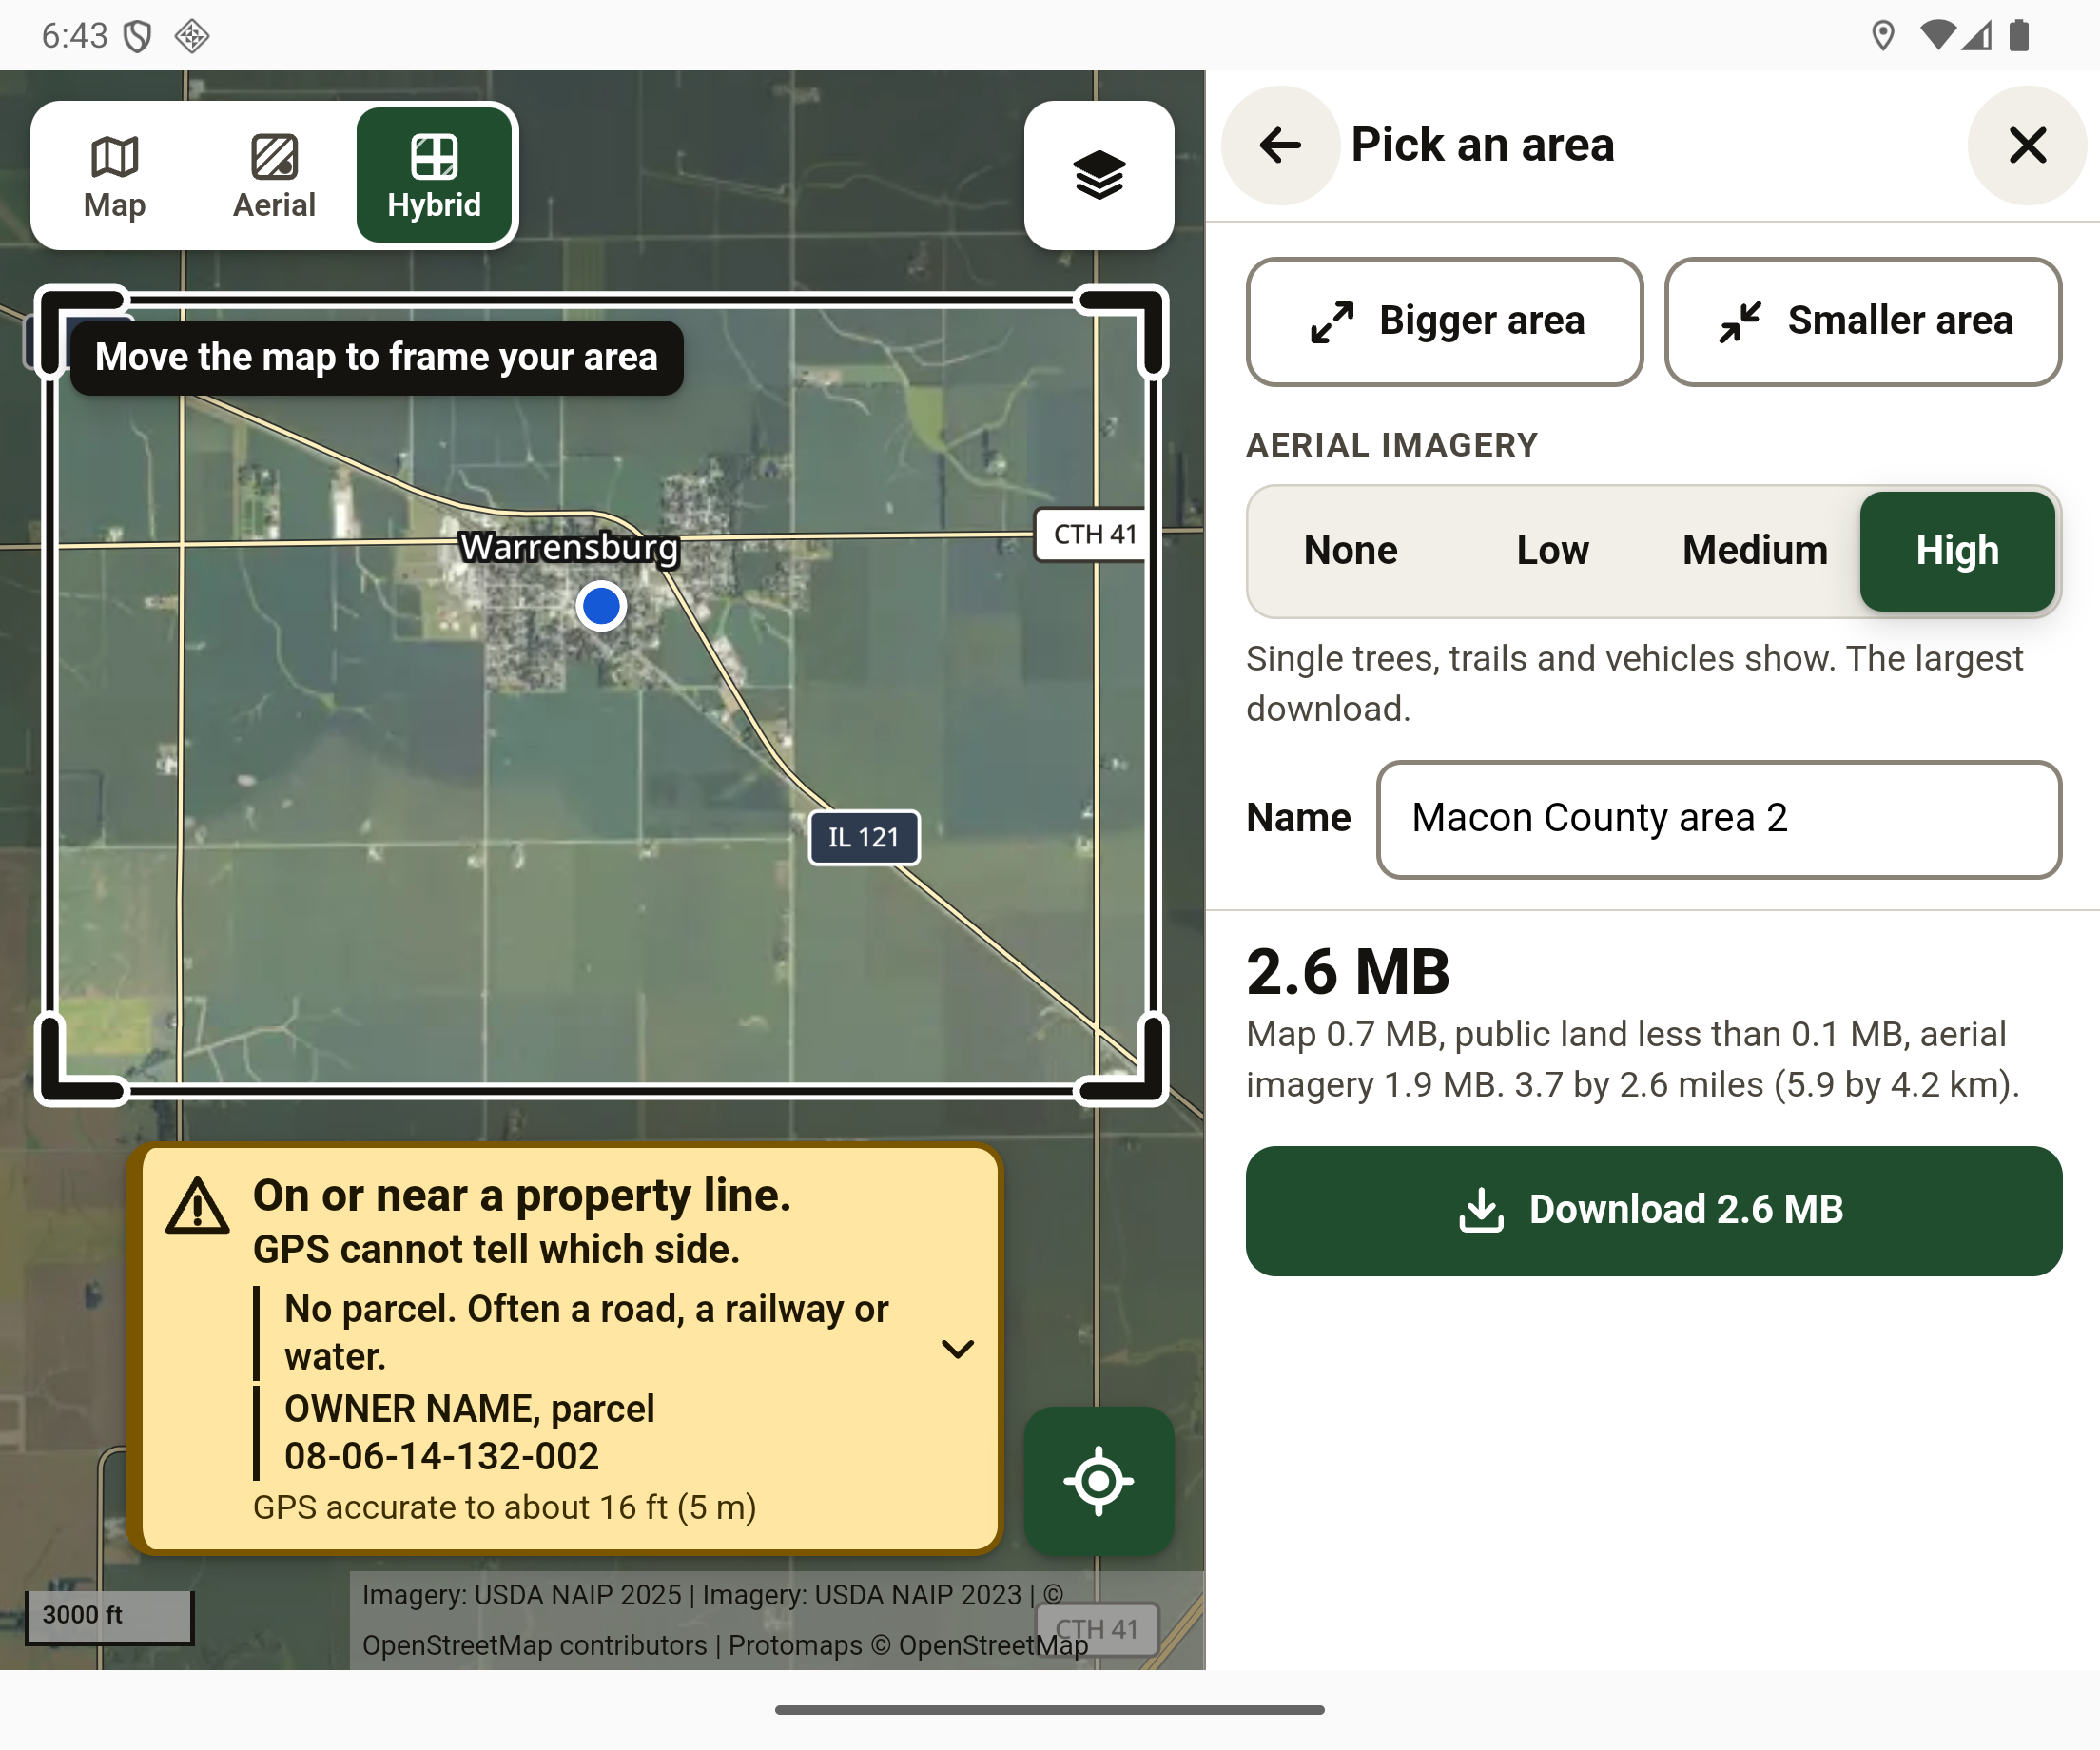 6:43
Map
Aerial
Hybrid
Move the map to frame your area
Warrensburg
CTH 41
IL 121
On or near a property line.
GPS cannot tell which side.
No parcel. Often a road, a railway or
water.
OWNER NAME, parcel
08-06-14-132-002
GPS accurate to about 16 ft (5 m)
3000 ft
Imagery: USDA NAIP 2025 | Imagery: USDA NAIP 2023 | ©
OpenStreetMap contributors | Protomaps © OpenStreetMap
CTH 41
Pick an area
Bigger area
Smaller area
AERIAL IMAGERY
None
Low
Medium
High
Single trees, trails and vehicles show. The largest
download.
Name
Macon County area 2
2.6 MB
Map 0.7 MB, public land less than 0.1 MB, aerial
imagery 1.9 MB. 3.7 by 2.6 miles (5.9 by 4.2 km).
Download 2.6 MB